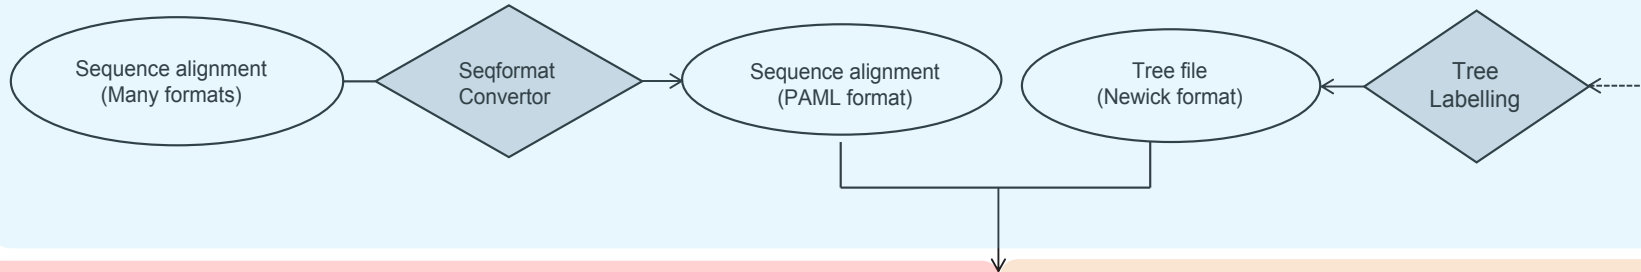 Sequence alignment
(Many formats)
Seqformat
Convertor
Sequence alignment
(PAML format)
Tree file
(Newick format)
Tree
Labelling